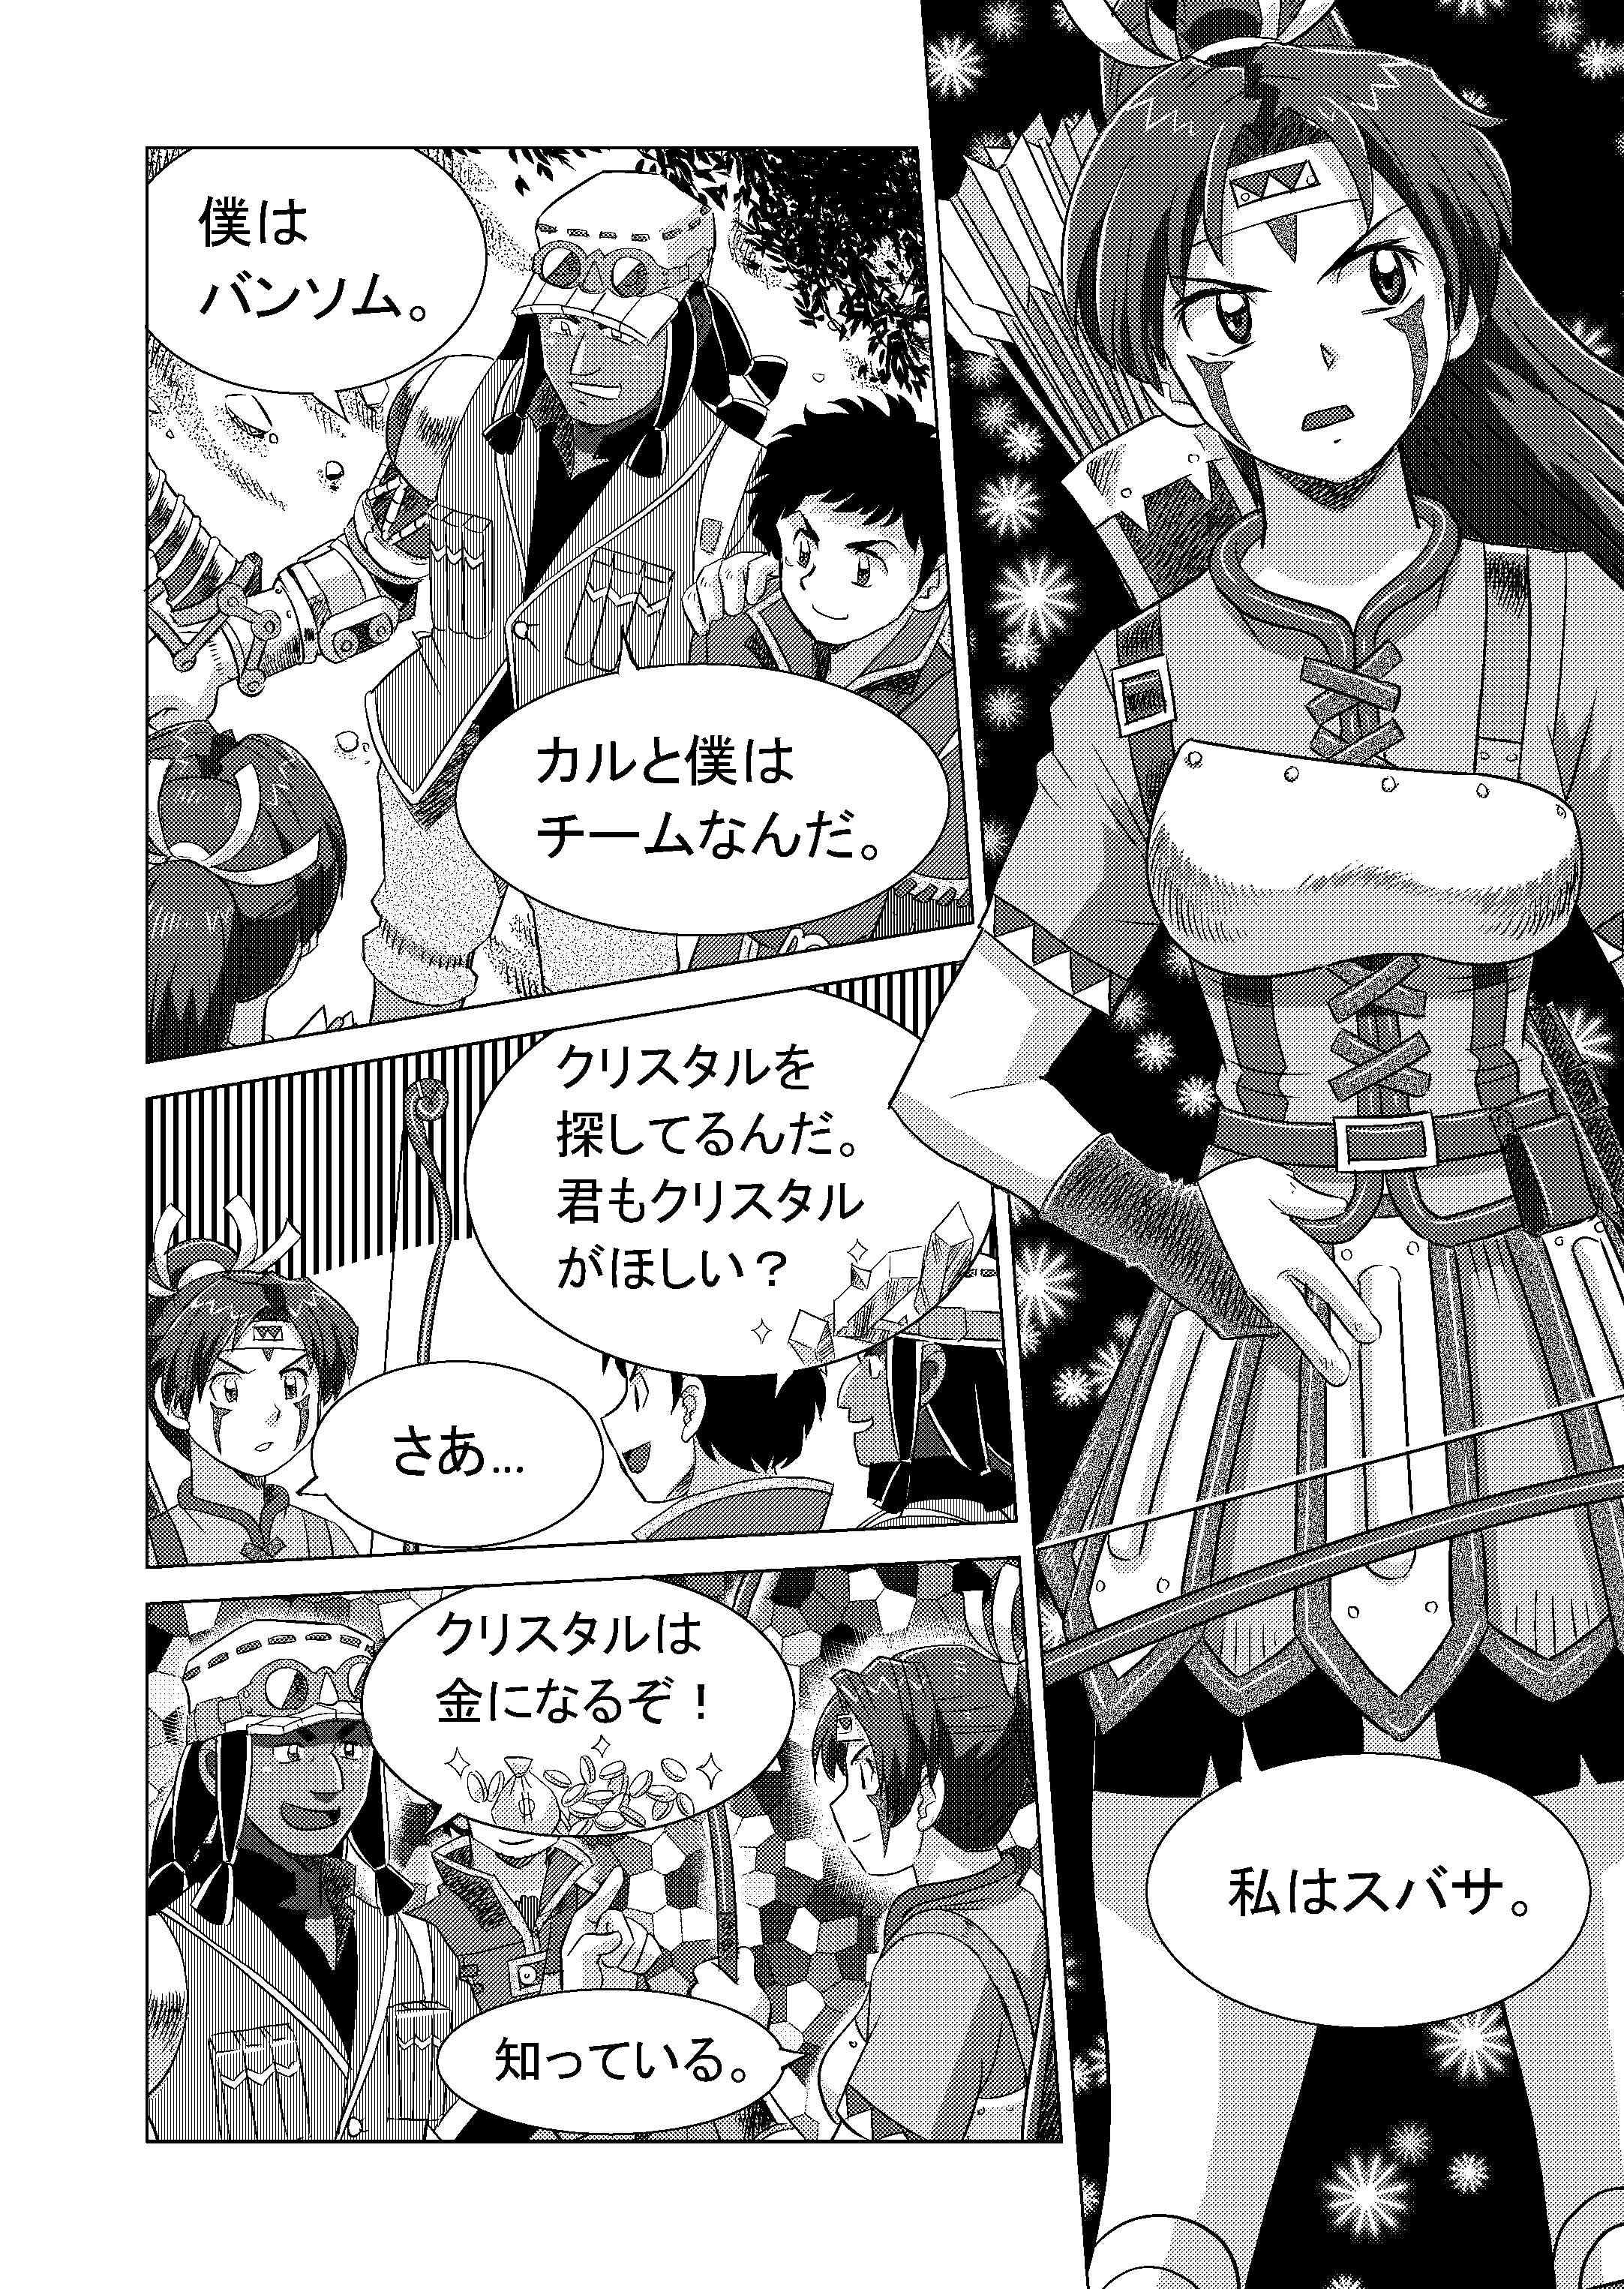 私はスバサ。
僕は
バンソム。
カルと僕は
チームなんだ。
クリスタルを
探してるんだ。
君もクリスタル
がほしい？
さあ…
クリスタルは
金になるぞ！
知っている。